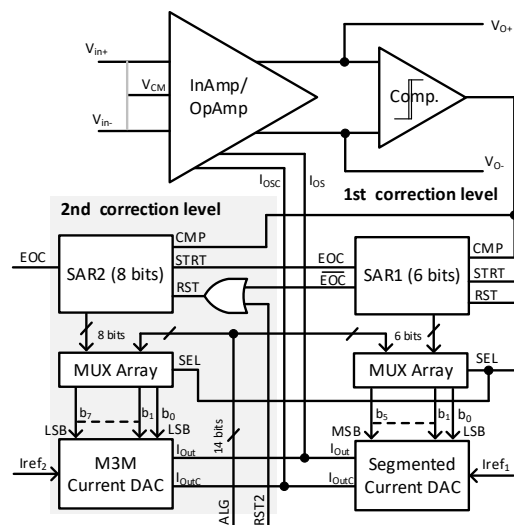 V_O+
V_in+
V_CM
V_in-
InAmp/
OpAmp
Comp.
V_O-
I_OSC
I_OS
1st correction level
2nd correction level
CMP
EOC
SAR2 (8 bits)
STRT
RST
EOC
EOC
SAR1 (6 bits)
CMP
STRT
RST
8 bits
6 bits
MUX Array
SEL
MUX Array
SEL
b7
b1
b0
LSB
LSB
14 bits
b5
b1
b0
MSB
LSB
Iref2
M3M
Current DAC
I_Out
I_OutC
I_Out
I_OutC
Segmented
Current DAC
Iref1
ALG
RST2